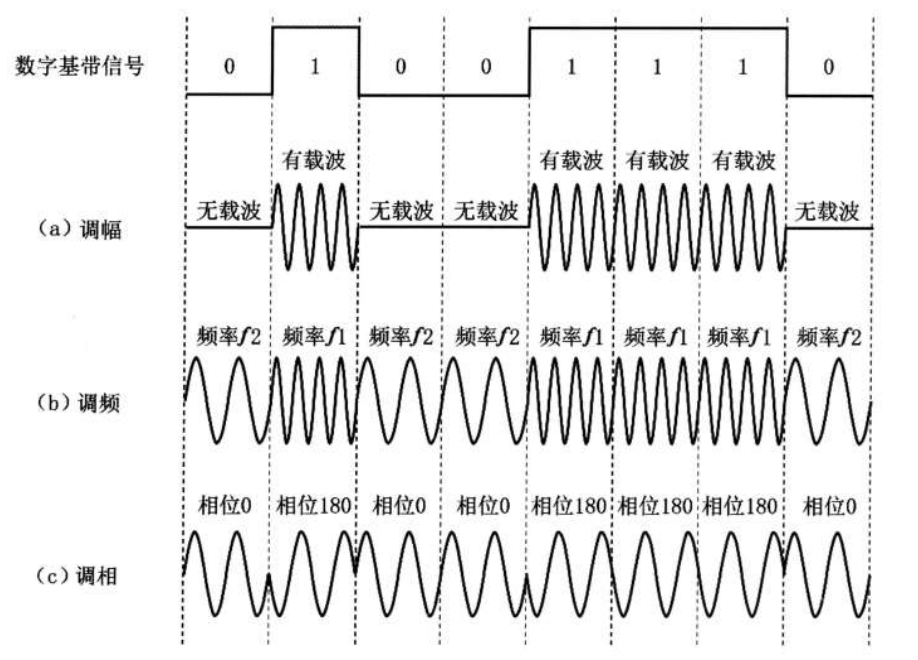 数字基带信号 0 1 0 0 1 1 1 0
有载波 有载波 有载波 有载波
无载波 无载波 无载波 无载波
(a)调幅
频率f2 频率f1 频率f2 频率f2 频率f1 频率f1 频率f1 频率f2
(b)调频
相位0 相位180 相位0 相位0 相位180 相位180 相位180 相位0
(c)调相